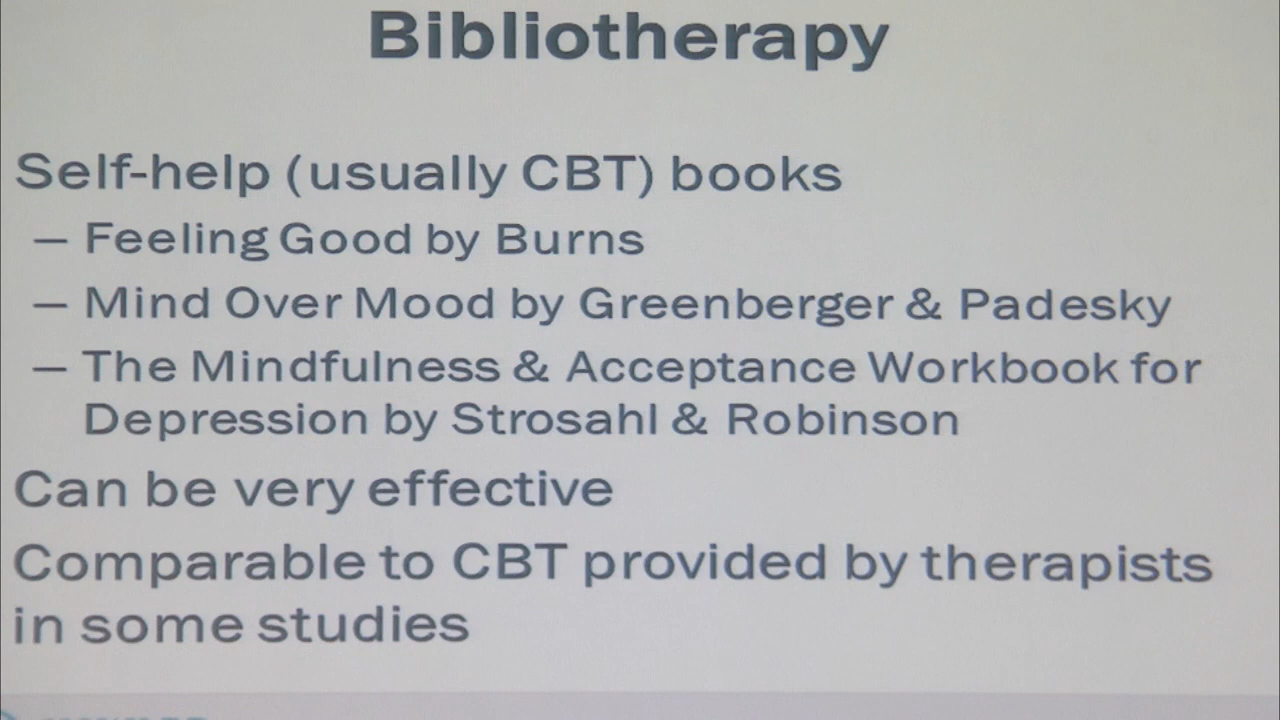 Bibliotherapy
Self-help (usually CBT) books
— Feeling Good by Burns
— Mind Over Mood by Greenberger & Padesky
— The Mindfulness & Acceptance Workbook for
Depression by Strosahl & Robinson
Can be very effective
Comparable to CBT provided by therapists
in some studies